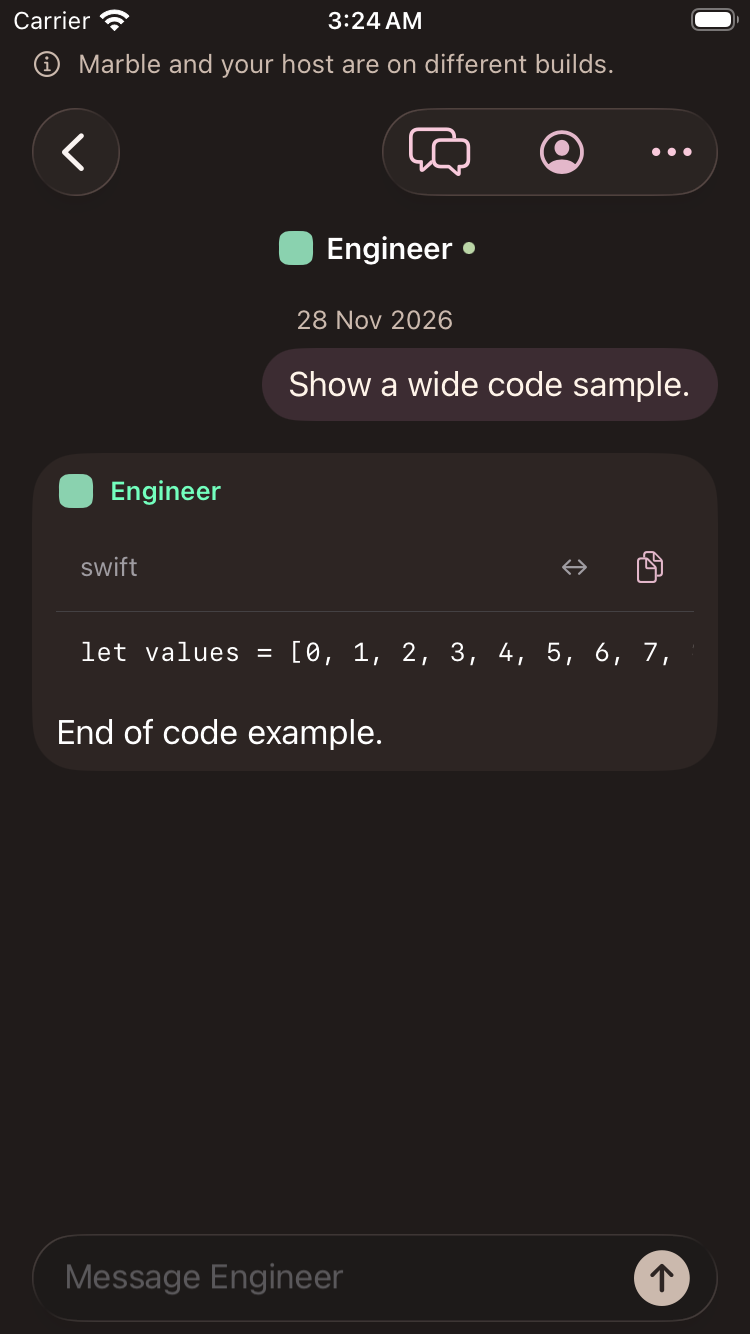 Carrier
3:24 AM
Marble and your host are on different builds.
Engineer
28 Nov 2026
Show a wide code sample.
Engineer
swift
let values = [0, 1, 2, 3, 4, 5, 6, 7,
End of code example.
Message Engineer